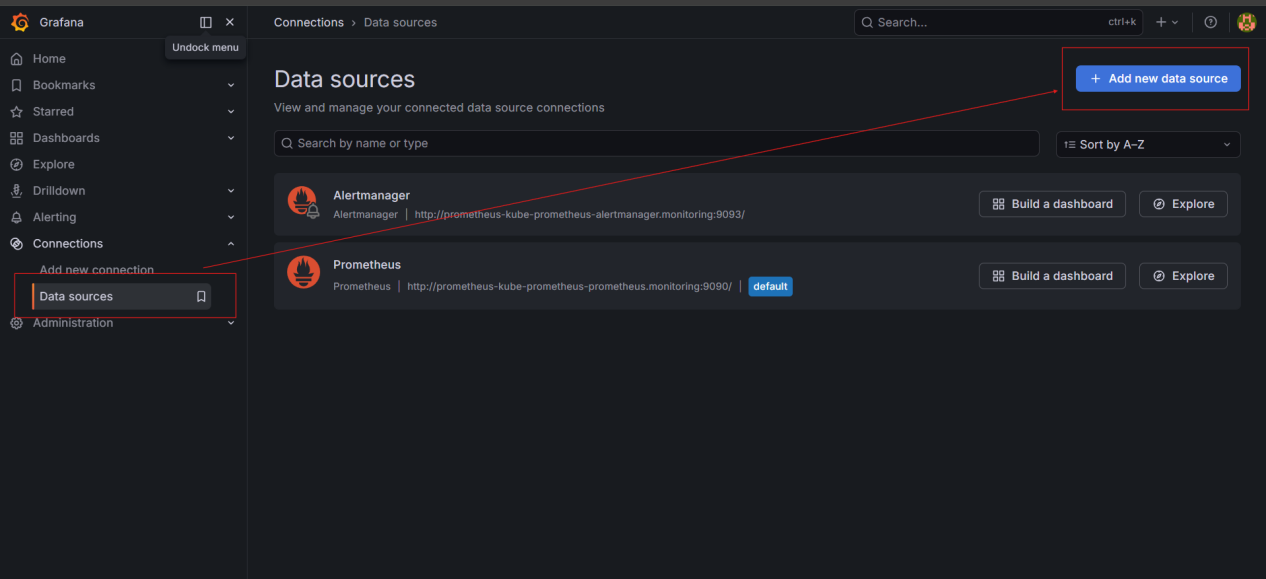 Grafana
Undock menu
Home
Bookmarks
Starred
Dashboards
Explore
Drilldown
Alerting
Connections
Add new connection
Data sources
Administration
Connections › Data sources
Search... ctrl+k
Data sources
+ Add new data source
View and manage your connected data source connections
Search by name or type
Sort by A–Z
Alertmanager
Alertmanager | http://prometheus-kube-prometheus-alertmanager.monitoring:9093/
Build a dashboard
Explore
Prometheus
Prometheus | http://prometheus-kube-prometheus-prometheus.monitoring:9090/ | default
Build a dashboard
Explore